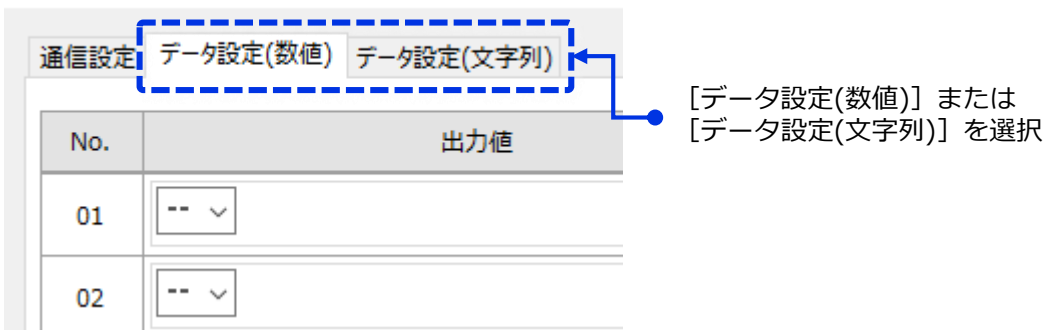 通信設定 データ設定(数値) データ設定(文字列)
［データ設定(数値)］または
［データ設定(文字列)］を選択
No. 出力値
01 --
02 --